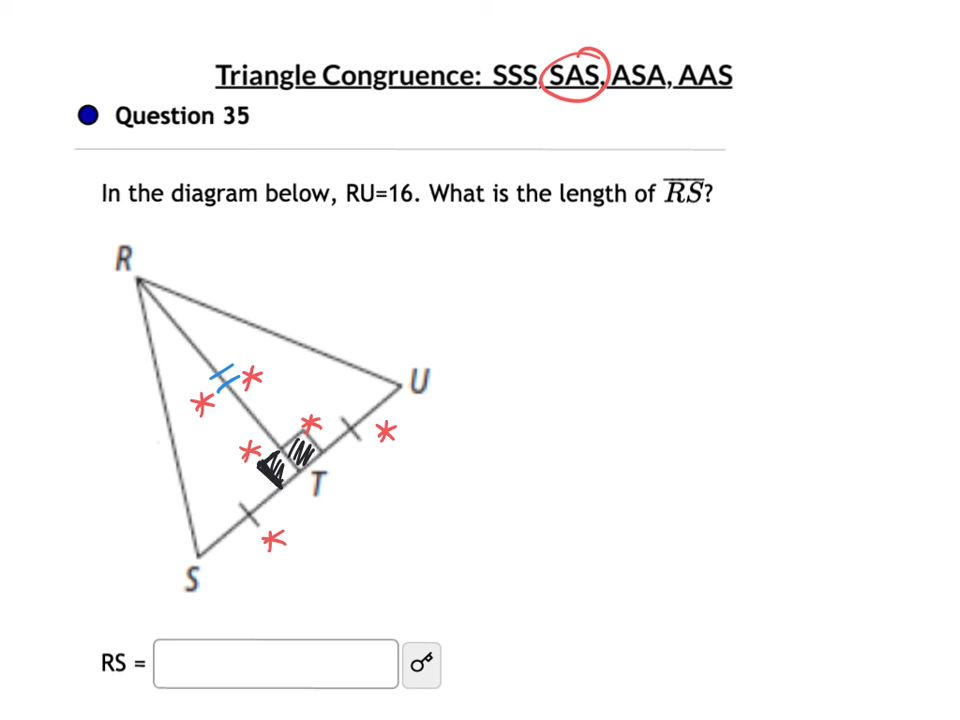 Triangle Congruence: SSS, SAS, ASA, AAS
Question 35
In the diagram below, RU=16. What is the length of RS?
R
U
T
S
RS =